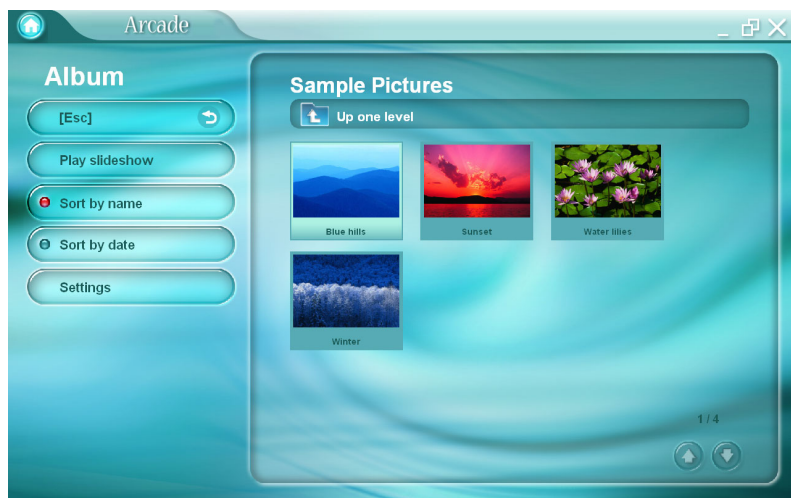 Arcade
Album
[Esc]
Play slideshow
Sort by name
Sort by date
Settings
Sample Pictures
Up one level
Blue hills
Sunset
Water lilies
Winter
1 / 4